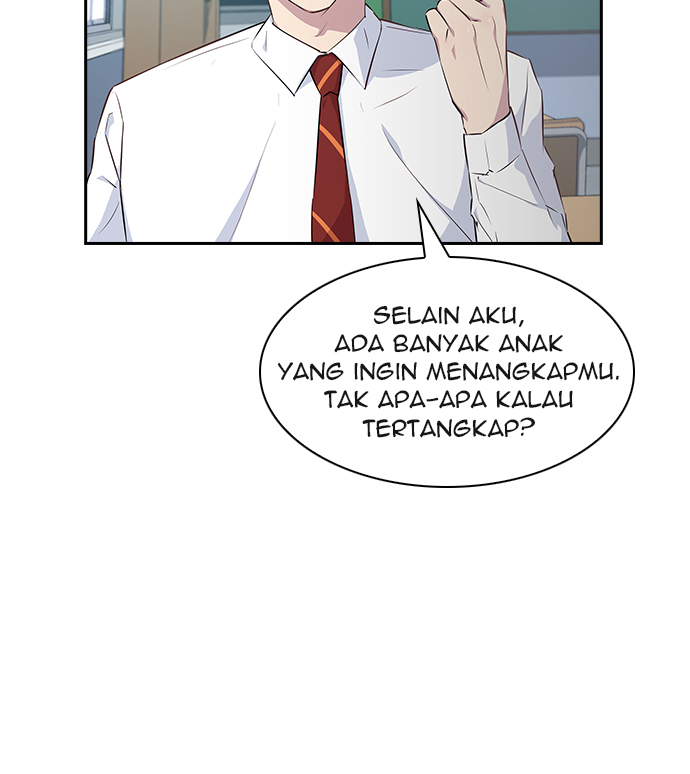 SELAIN AKU,
ADA BANYAK ANAK
YANG INGIN MENANGKAPMU.
TAK APA-APA KALAU
TERTANGKAP?